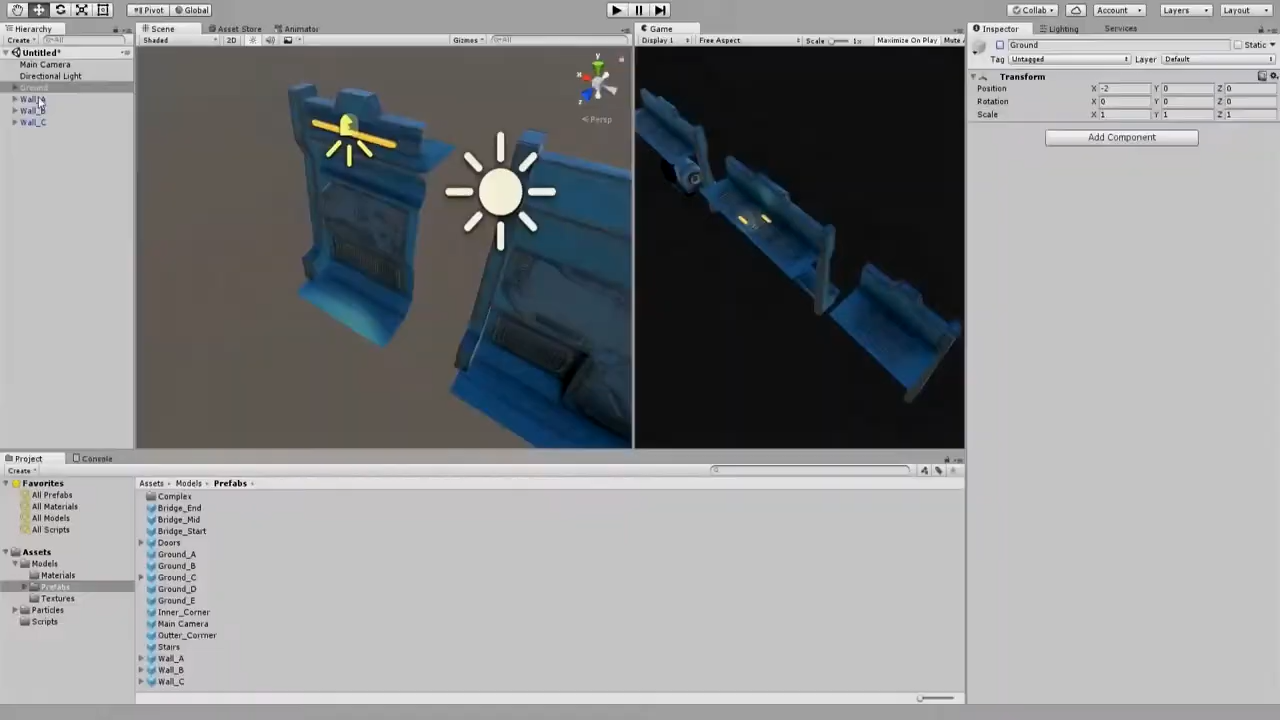 Pivot Global Collab Account Layers Layout
Hierarchy Scene Asset Store Animator Game Inspector Lighting Services
Create All Shaded 2D Gizmos All Display 1 Free Aspect Scale 1x Maximize On Play Mute Ground Static
Untitled*
Tag Untagged Layer Default
Main Camera
Directional Light
Transform
Ground
Position X -2 Y 0 Z 0
Wall_A
Rotation X 0 Y 0 Z 0
Wall_B
Scale X 1 Y 1 Z 1
Wall_C
Add Component
y
x
z
Persp
Project Console
Create
Favorites
All Prefabs
All Materials
All Models
All Scripts
Assets
Models
Materials
Prefabs
Textures
Particles
Scripts
Assets Models Prefabs
Complex
Bridge_End
Bridge_Mid
Bridge_Start
Doors
Ground_A
Ground_B
Ground_C
Ground_D
Ground_E
Inner_Corner
Main Camera
Outter_Cormer
Stairs
Wall_A
Wall_B
Wall_C